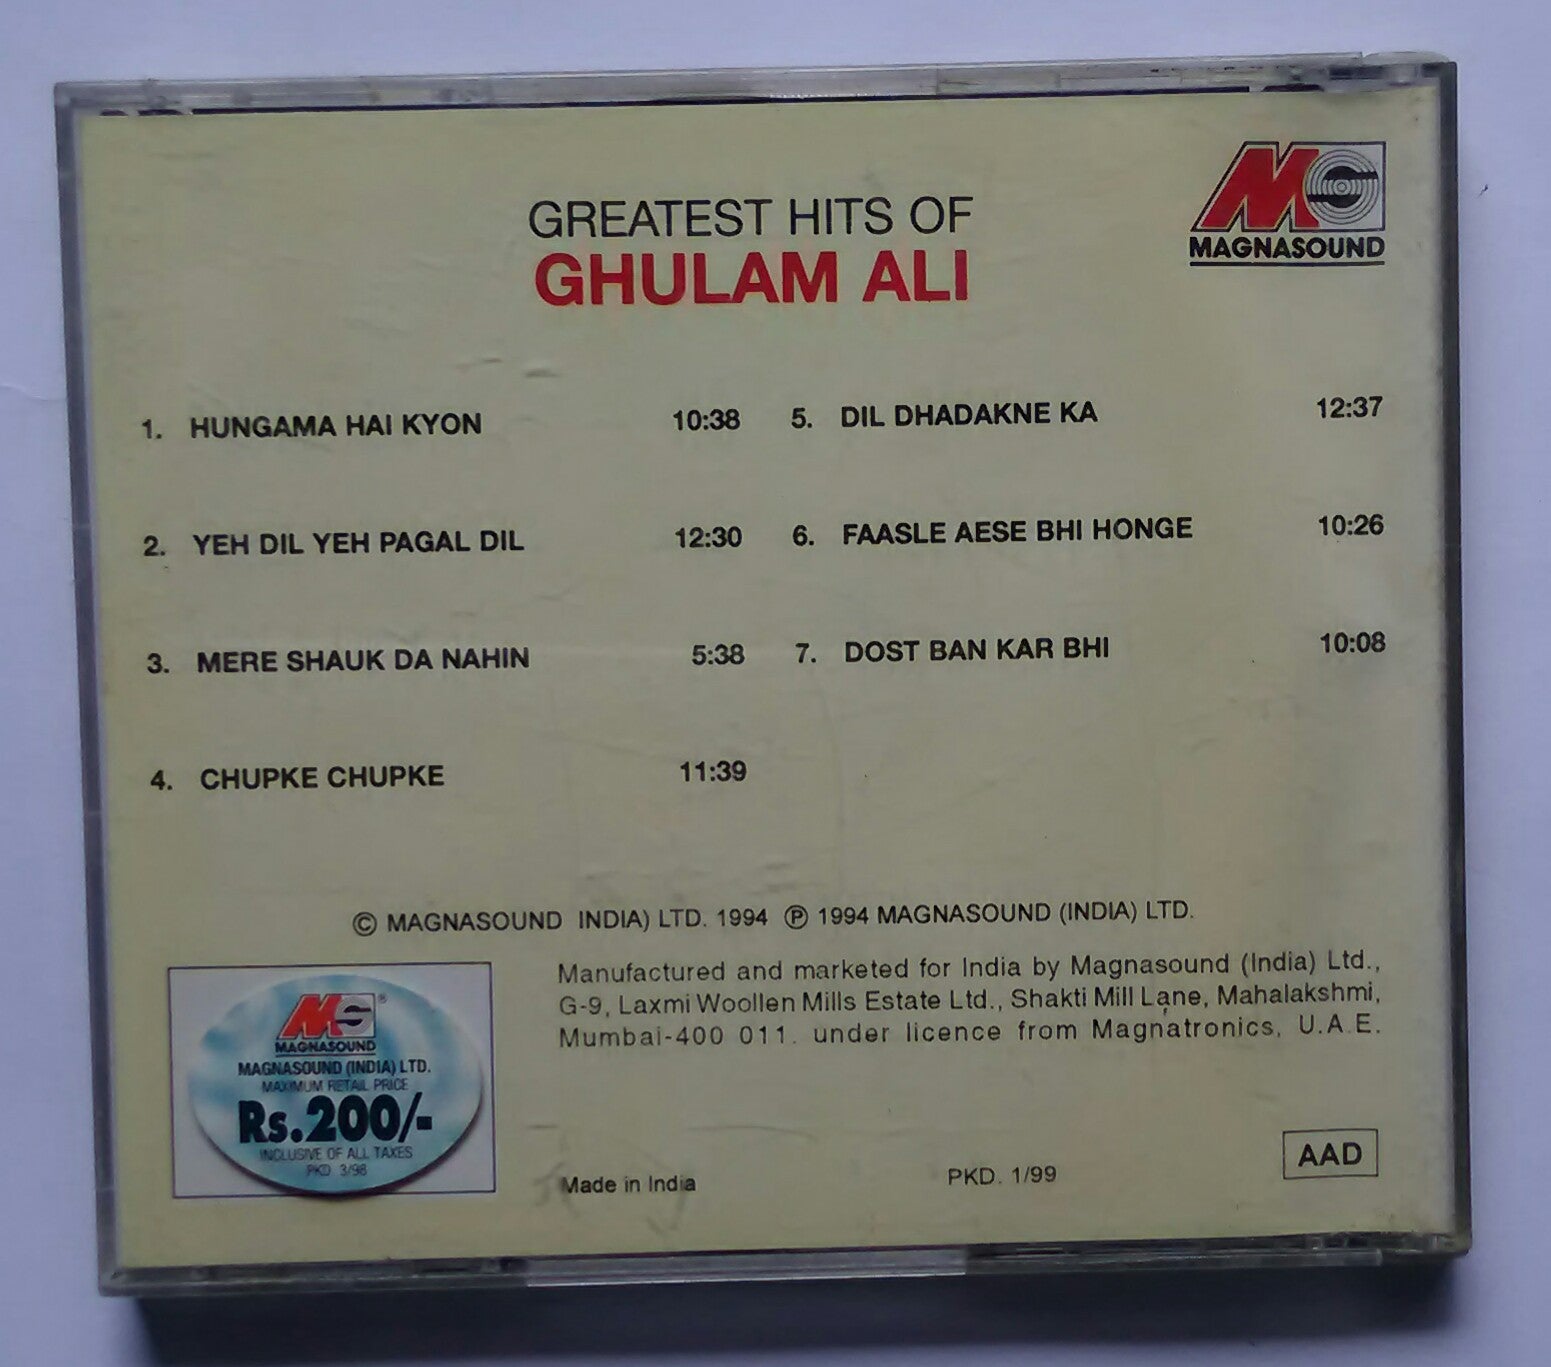 MG
MAGNASOUND
GREATEST HITS OF
GHULAM ALI
1. HUNGAMA HAI KYON 10:38
2. YEH DIL YEH PAGAL DIL 12:30
3. MERE SHAUK DA NAHIN 5:38
4. CHUPKE CHUPKE 11:39
5. DIL DHADAKNE KA 12:37
6. FAASLE AESE BHI HONGE 10:26
7. DOST BAN KAR BHI 10:08
© MAGNASOUND INDIA) LTD. 1994 ℗ 1994 MAGNASOUND (INDIA) LTD.
Manufactured and marketed for India by Magnasound (India) Ltd.,
G-9, Laxmi Woollen Mills Estate Ltd., Shakti Mill Lane, Mahalakshmi,
Mumbai-400 011. under licence from Magnatronics, U.A.E.
MG®
MAGNASOUND
MAGNASOUND (INDIA) LTD.
MAXIMUM RETAIL PRICE
Rs.200/-
INCLUSIVE OF ALL TAXES
PKD 3/98
Made in India
PKD. 1/99
AAD